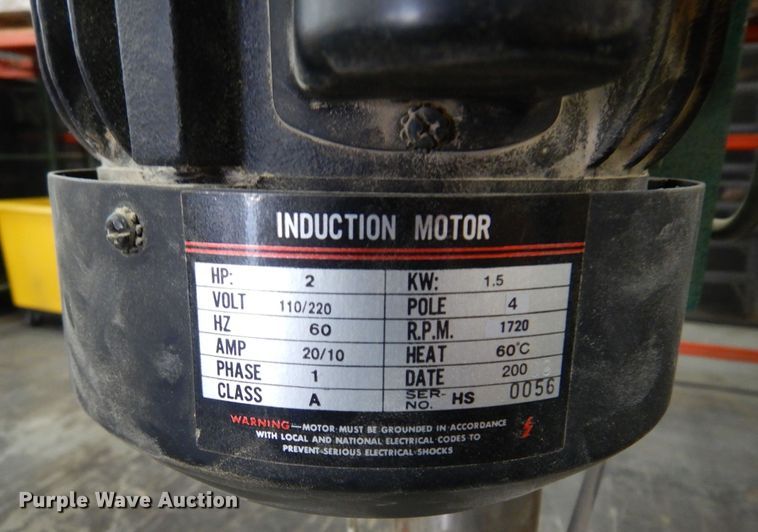 INDUCTION MOTOR
HP: 2 KW: 1.5
VOLT 110/220 POLE 4
HZ 60 R.P.M. 1720
AMP 20/10 HEAT 60°C
PHASE 1 DATE 200
CLASS A SER-NO. HS 0056
WARNING—MOTOR MUST BE GROUNDED IN ACCORDANCE
WITH LOCAL AND NATIONAL ELECTRICAL CODES TO
PREVENT SERIOUS ELECTRICAL SHOCKS
Purple Wave Auction